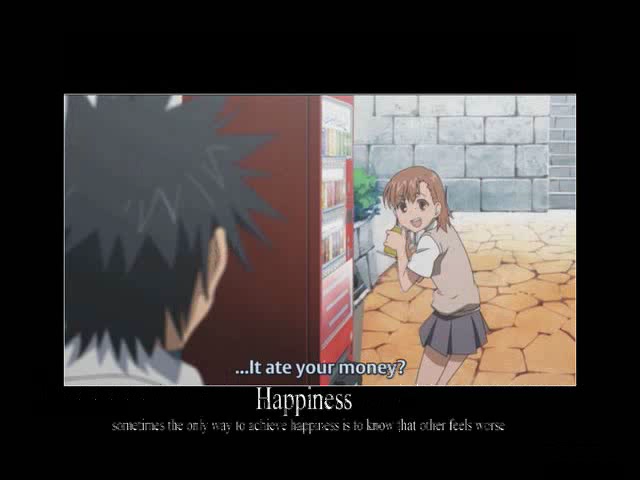 ...It ate your money?
Happiness
sometimes the only way to achieve happiness is to know that other feels worse